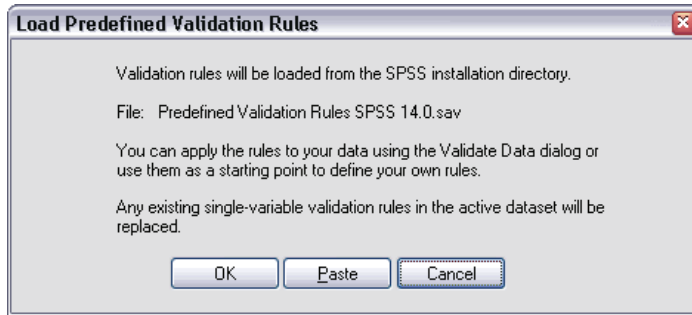 Load Predefined Validation Rules
Validation rules will be loaded from the SPSS installation directory.
File: Predefined Validation Rules SPSS 14.0.sav
You can apply the rules to your data using the Validate Data dialog or
use them as a starting point to define your own rules.
Any existing single-variable validation rules in the active dataset will be
replaced.
OK Paste Cancel